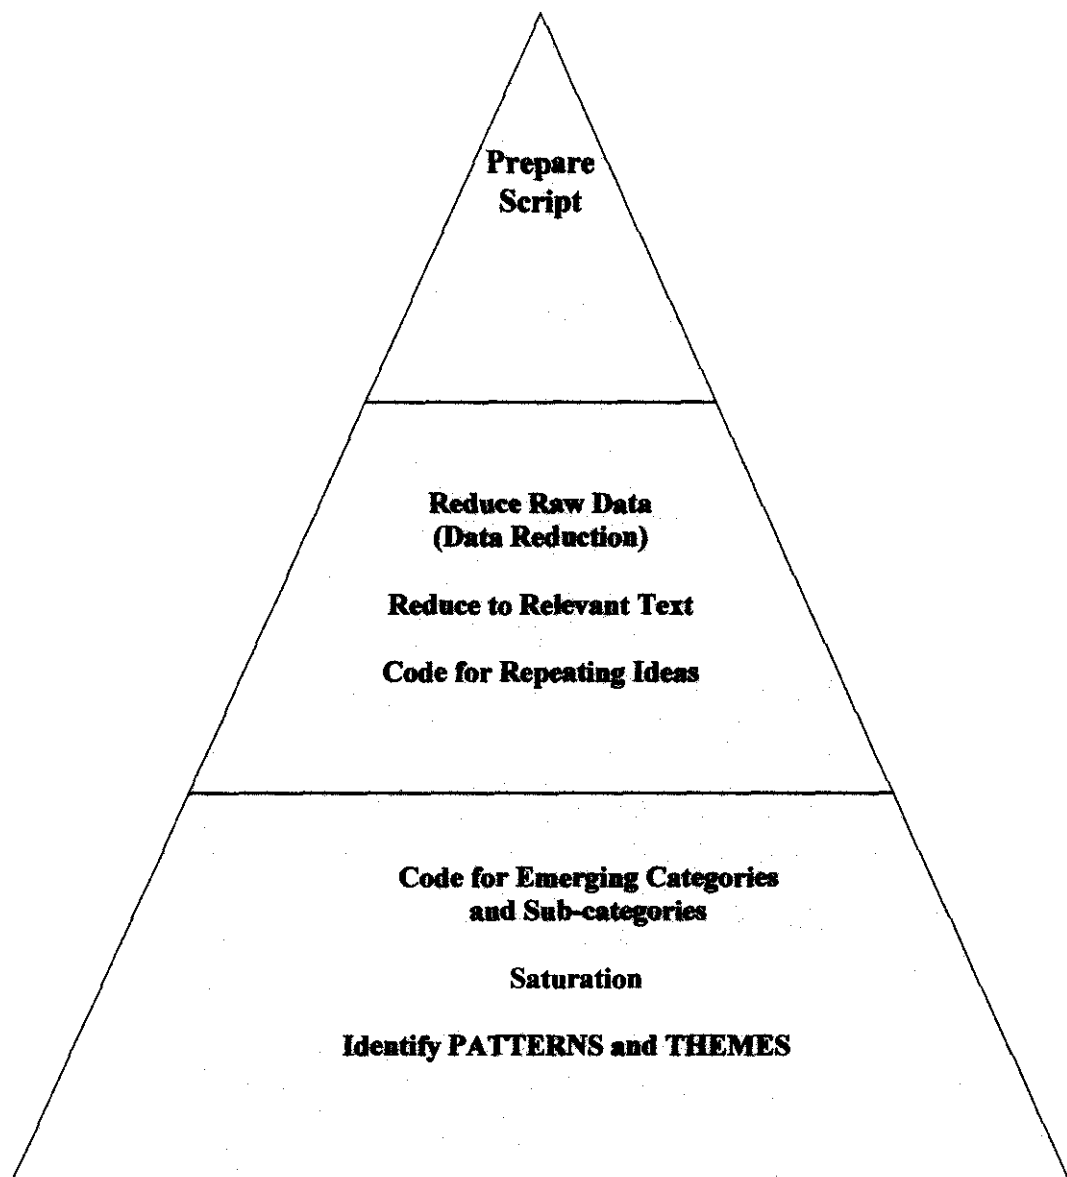 Prepare
Script
Reduce Raw Data
(Data Reduction)
Reduce to Relevant Text
Code for Repeating Ideas
Code for Emerging Categories
and Sub-categories
Saturation
Identify PATTERNS and THEMES